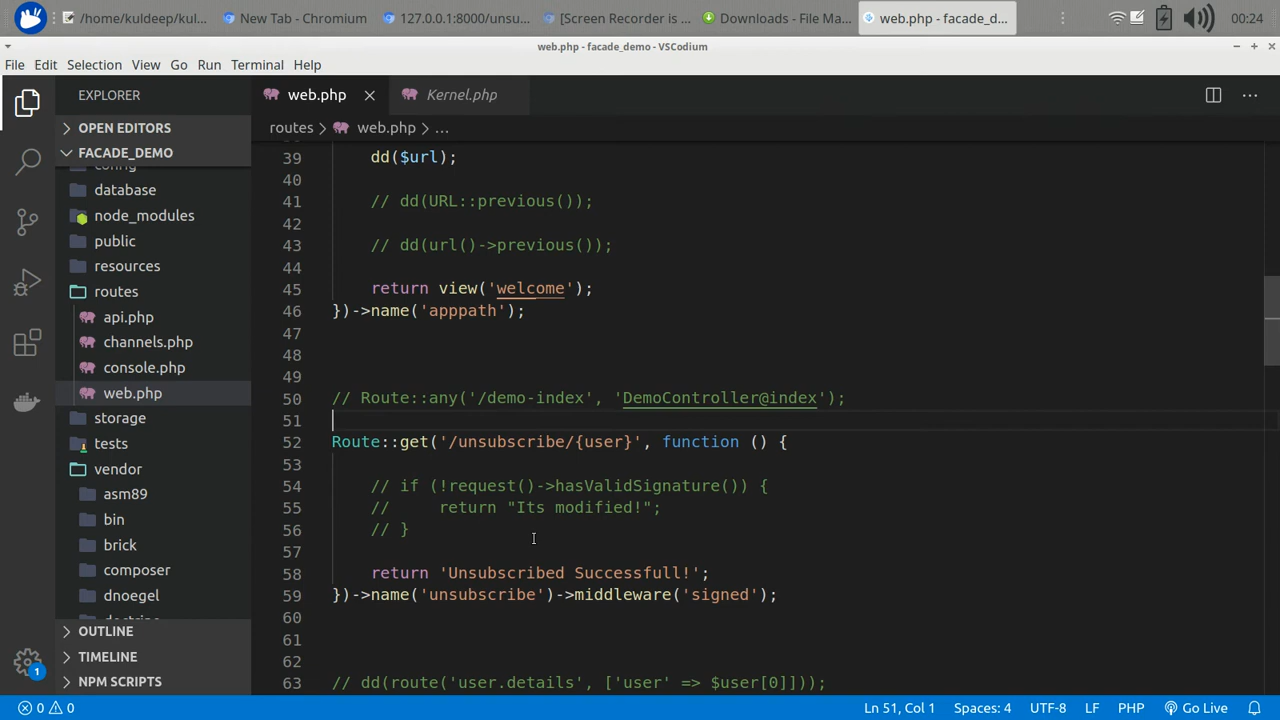 /home/kuldeep/kul...
New Tab - Chromium
127.0.0.1:8000/unsu...
[Screen Recorder is ...
Downloads - File Ma...
web.php - facade_d...
00:24
web.php - facade_demo - VSCodium
File Edit Selection View Go Run Terminal Help
EXPLORER
OPEN EDITORS
FACADE_DEMO
config
database
node_modules
public
resources
routes
api.php
channels.php
console.php
web.php
storage
tests
vendor
asm89
bin
brick
composer
dnoegel
doctrine
OUTLINE
TIMELINE
NPM SCRIPTS
1
web.php
Kernel.php
routes > web.php > ...
39 dd($url);
40
41 // dd(URL::previous());
42
43 // dd(url()->previous());
44
45 return view('welcome');
46 })->name('apppath');
47
48
49
50 // Route::any('/demo-index', 'DemoController@index');
51
52 Route::get('/unsubscribe/{user}', function () {
53
54 // if (!request()->hasValidSignature()) {
55 //     return "Its modified!";
56 // }
57
58 return 'Unsubscribed Successfull!';
59 })->name('unsubscribe')->middleware('signed');
60
61
62
63 // dd(route('user.details', ['user' => $user[0]]));
0 0
Ln 51, Col 1
Spaces: 4
UTF-8
LF
PHP
Go Live